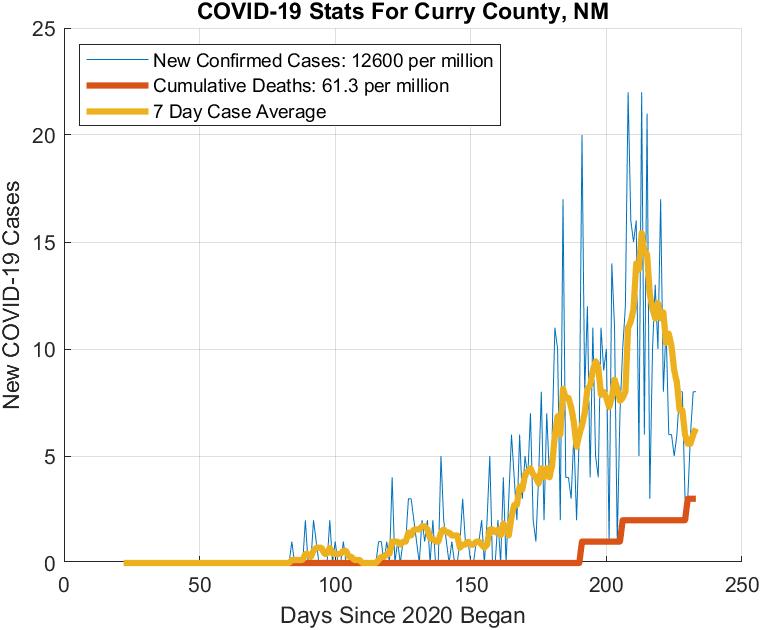 COVID-19 Stats For Curry County, NM
New Confirmed Cases: 12600 per million
Cumulative Deaths: 61.3 per million
7 Day Case Average
New COVID-19 Cases
25
20
15
10
5
0
0 50 100 150 200 250
Days Since 2020 Began